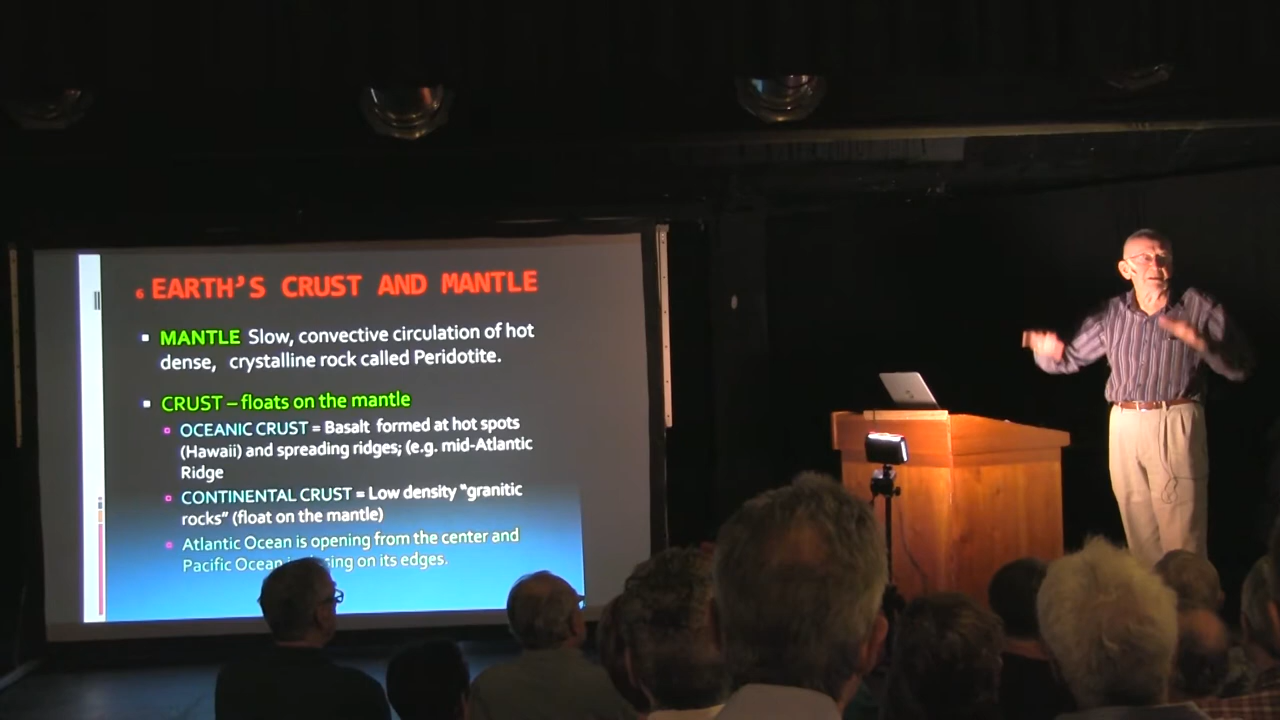 6 EARTH'S CRUST AND MANTLE
MANTLE Slow, convective circulation of hot
dense, crystalline rock called Peridotite.
CRUST – floats on the mantle
OCEANIC CRUST = Basalt formed at hot spots
(Hawaii) and spreading ridges; (e.g. mid-Atlantic
Ridge
CONTINENTAL CRUST = Low density "granitic
rocks" (float on the mantle)
Atlantic Ocean is opening from the center and
Pacific Ocean on its edges.